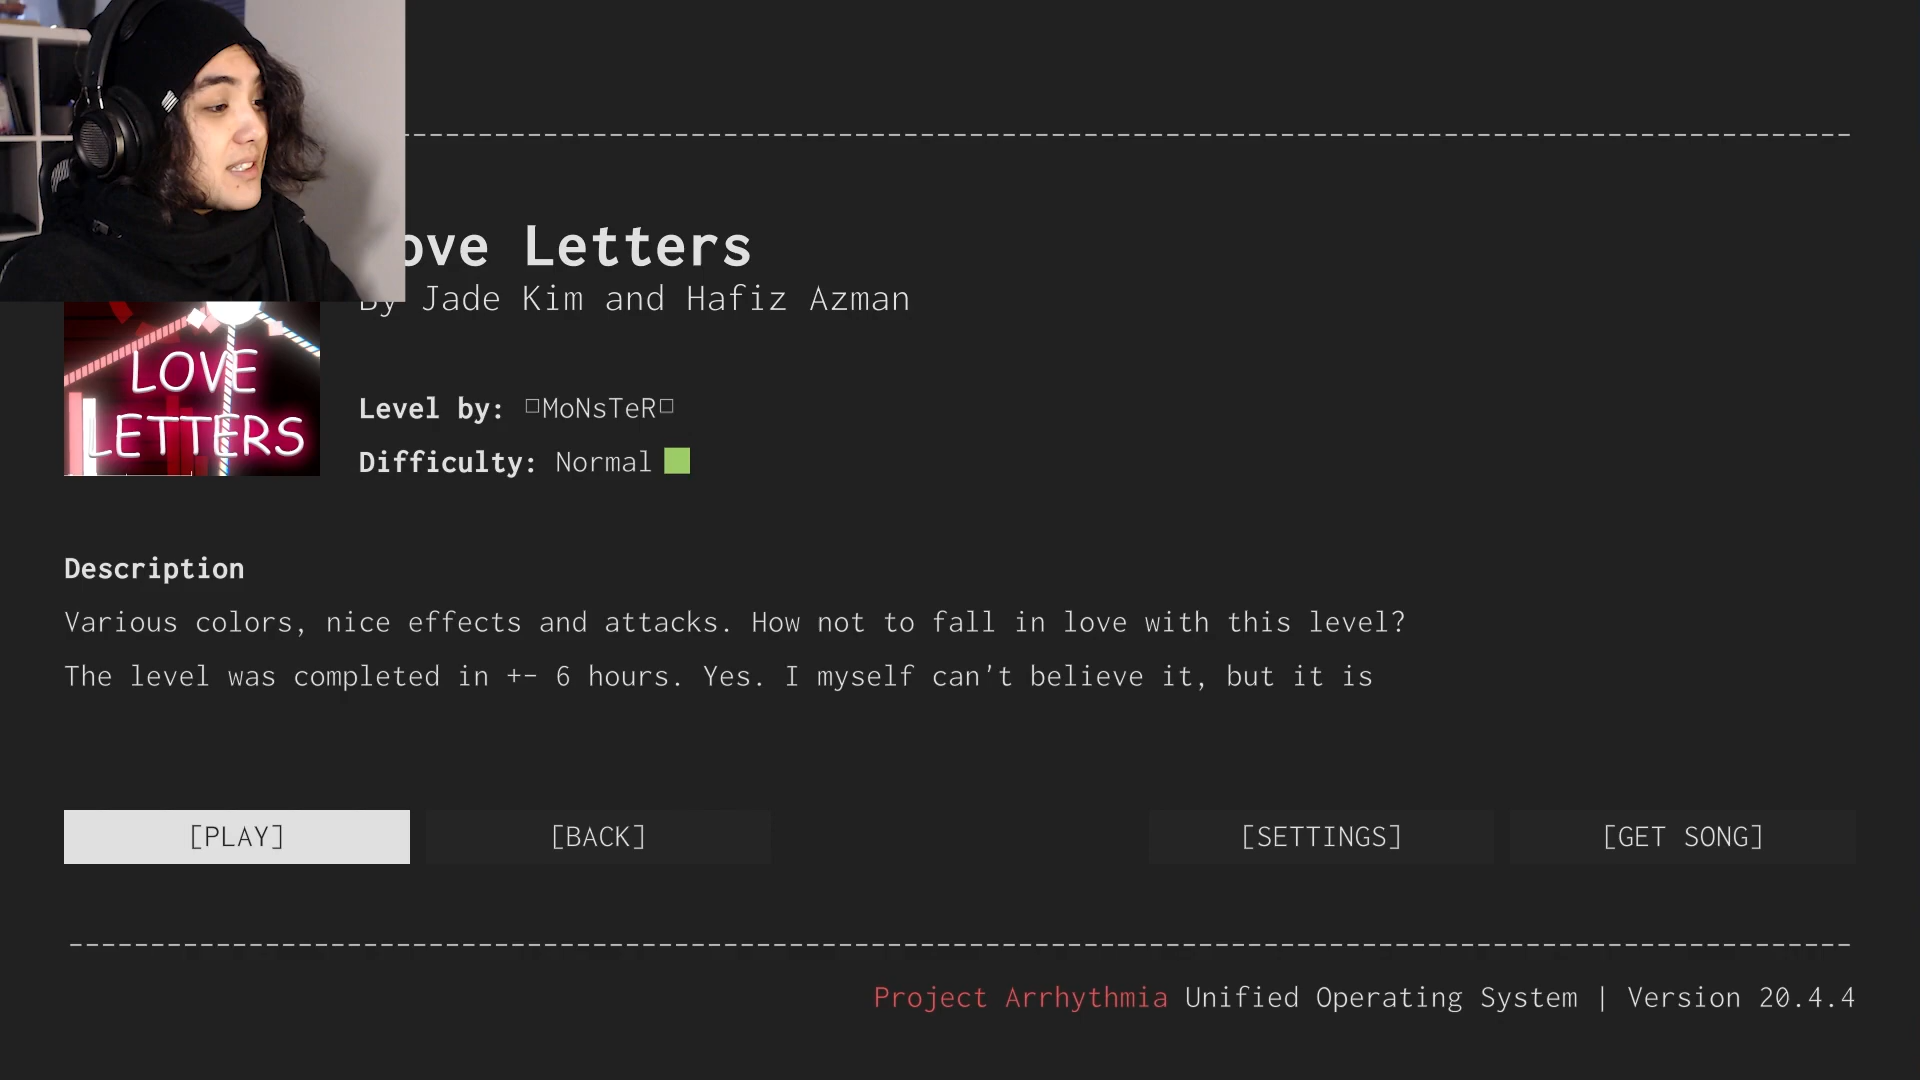 ove Letters
By Jade Kim and Hafiz Azman
LOVE
LETTERS
Level by: □MoNsTeR□
Difficulty: Normal
Description
Various colors, nice effects and attacks. How not to fall in love with this level?
The level was completed in +- 6 hours. Yes. I myself can't believe it, but it is
[PLAY] [BACK] [SETTINGS] [GET SONG]
Project Arrhythmia Unified Operating System | Version 20.4.4